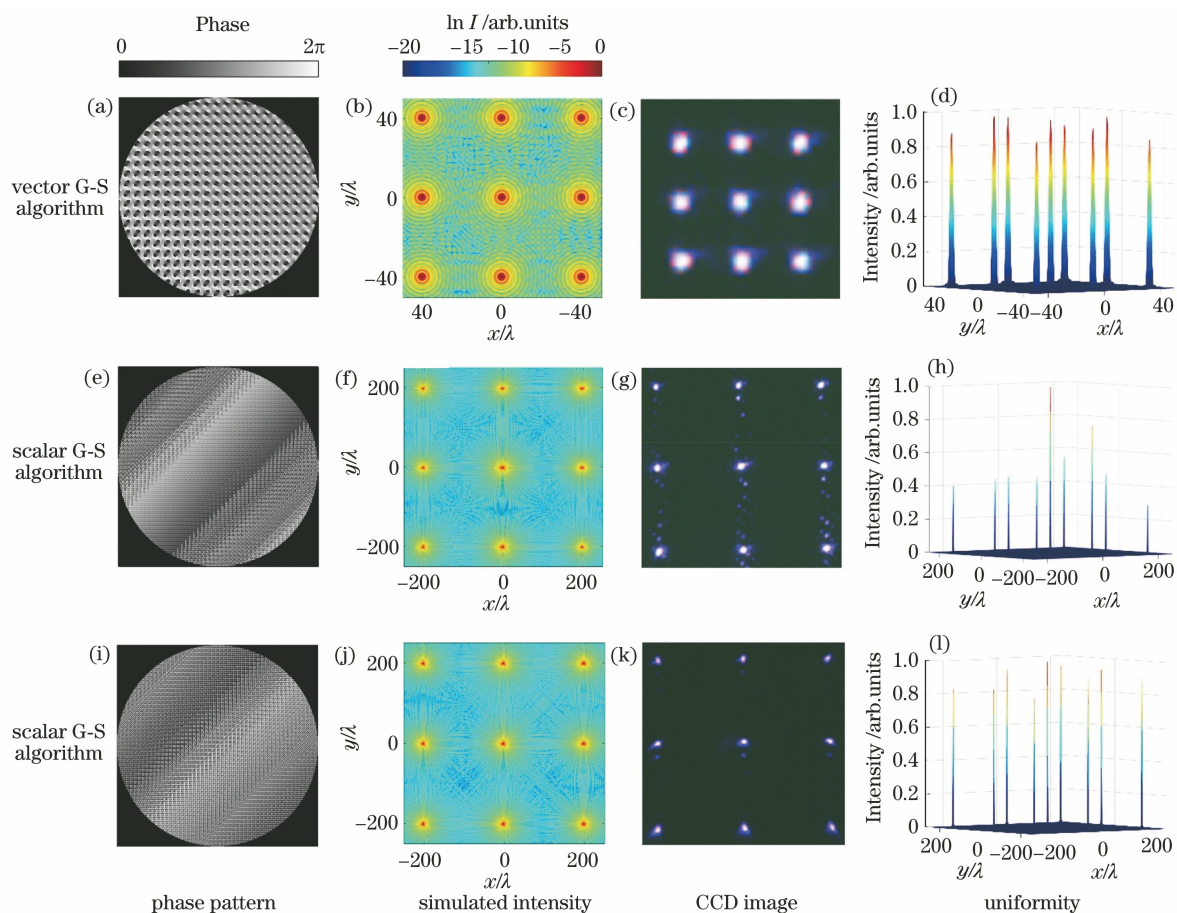 Phase
0 2π
ln I /arb.units
−20 −15 −10 −5 0
vector G-S
algorithm
(a)
(b)
40
0
−40
y/λ
40 0 −40
x/λ
(c)
(d)
Intensity /arb.units
1.0
0.8
0.6
0.4
0.2
0
40 0 −40 −40 0 40
y/λ x/λ
scalar G-S
algorithm
(e)
(f)
200
0
−200
y/λ
−200 0 200
x/λ
(g)
(h)
Intensity /arb.units
1.0
0.8
0.6
0.4
0.2
0
200 0 −200 −200 0 200
y/λ x/λ
scalar G-S
algorithm
(i)
(j)
200
0
−200
y/λ
−200 0 200
x/λ
(k)
(l)
Intensity /arb.units
1.0
0.8
0.6
0.4
0.2
0
200 0 −200 −200 0 200
y/λ x/λ
phase pattern simulated intensity CCD image uniformity